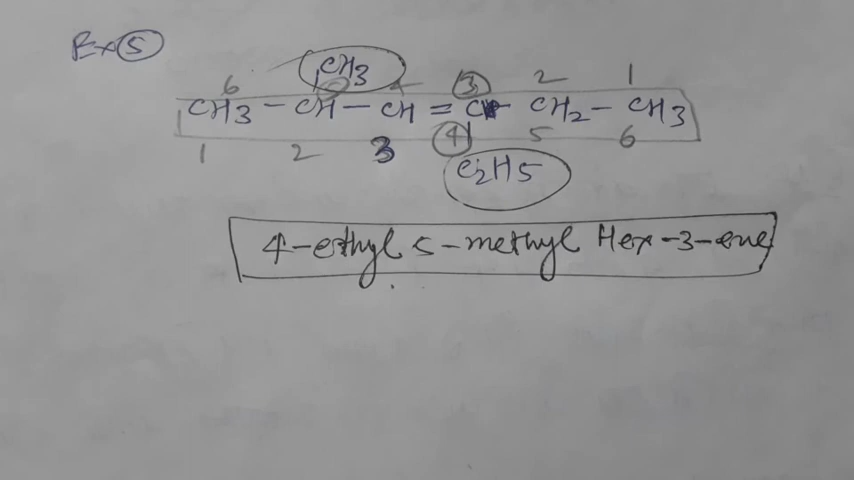 Ex 5
CH3
6 5 4 3 2 1
CH3 - CH - CH = C - CH2 - CH3
1 2 3 4 5 6
C2H5
4-ethyl 5-methyl Hex-3-ene